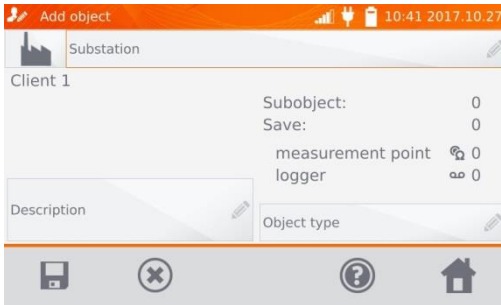 Add object 10:41 2017.10.27
Substation
Client 1
Subobject: 0
Save: 0
measurement point 0
logger 0
Description
Object type